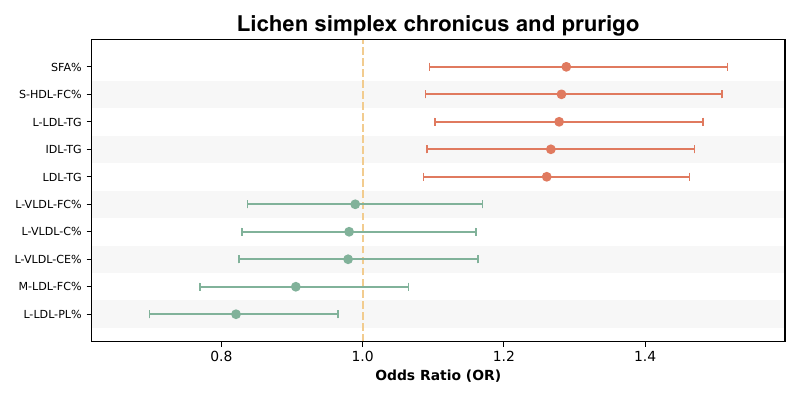 Lichen simplex chronicus and prurigo
SFA%
S-HDL-FC%
L-LDL-TG
IDL-TG
LDL-TG
L-VLDL-FC%
L-VLDL-C%
L-VLDL-CE%
M-LDL-FC%
L-LDL-PL%
0.8 1.0 1.2 1.4
Odds Ratio (OR)